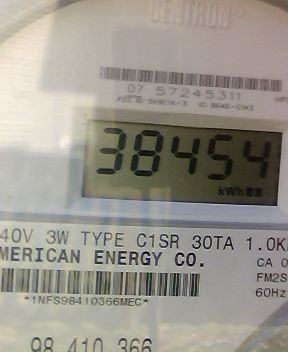 CENTRON®
07 57245311
38454
kWh
40V 3W TYPE C1SR 30TA 1.0K
MERICAN ENERGY CO.
CA 0
FM2S
60Hz
*1NFS98410366MEC*
98 410 366